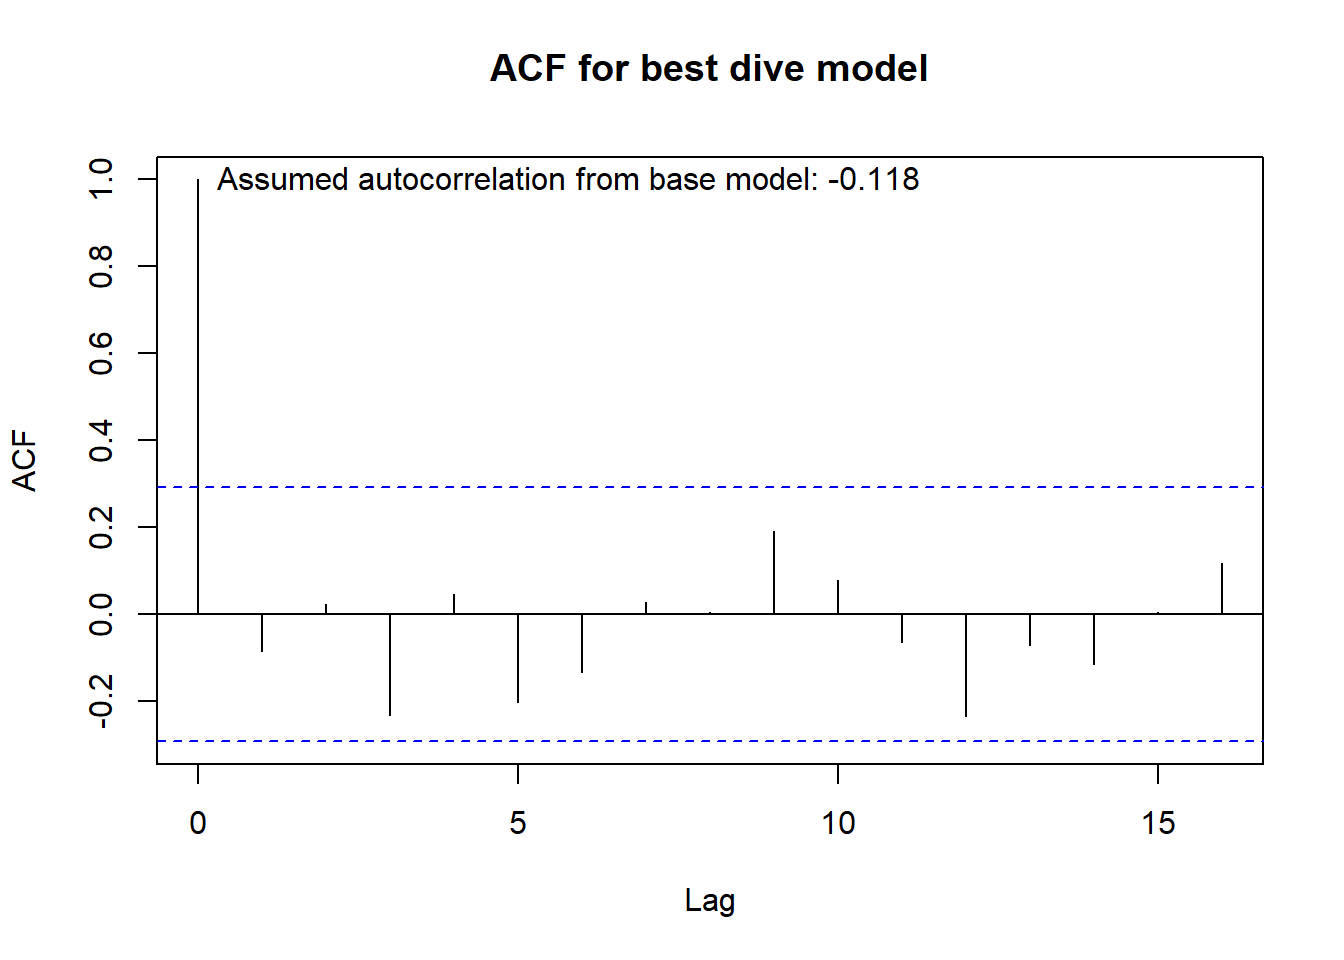 ACF for best dive model
Assumed autocorrelation from base model: -0.118
ACF
1.0
0.8
0.6
0.4
0.2
0.0
-0.2
0
5
10
15
Lag